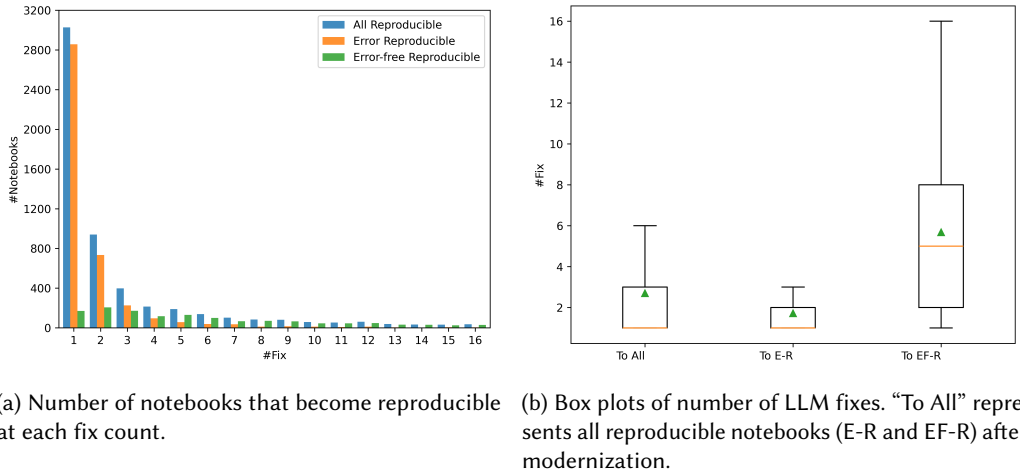 3200
2800
2400
2000
1600
1200
800
400
0
#Notebooks
All Reproducible
Error Reproducible
Error-free Reproducible
1 2 3 4 5 6 7 8 9 10 11 12 13 14 15 16
#Fix
16
14
12
10
8
6
4
2
#Fix
To All To E-R To EF-R
(a) Number of notebooks that become reproducible
at each fix count.
(b) Box plots of number of LLM fixes. “To All” repre-
sents all reproducible notebooks (E-R and EF-R) afte
modernization.